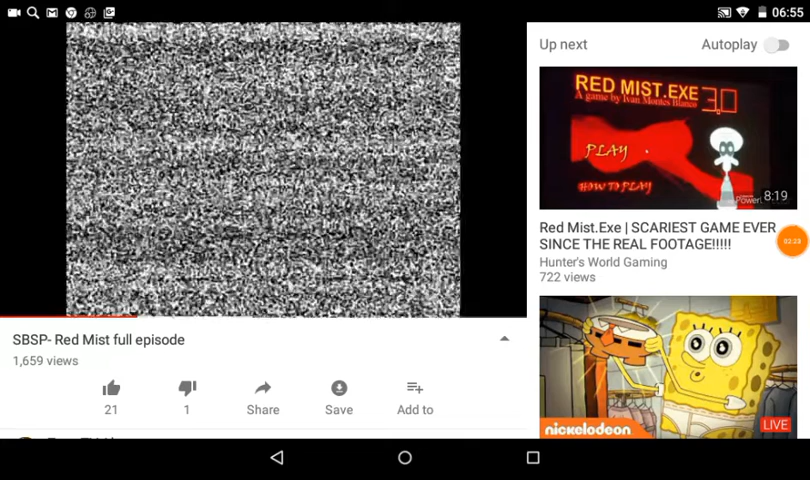 06:55
Up next
Autoplay
RED MIST.EXE 3.0
A game by Ivan Montes Blanco
PLAY
HOW TO PLAY
8:19
Red Mist.Exe | SCARIEST GAME EVER
SINCE THE REAL FOOTAGE!!!!!
Hunter's World Gaming
722 views
02:23
SBSP- Red Mist full episode
1,659 views
21
1
Share
Save
Add to
nickelodeon
LIVE